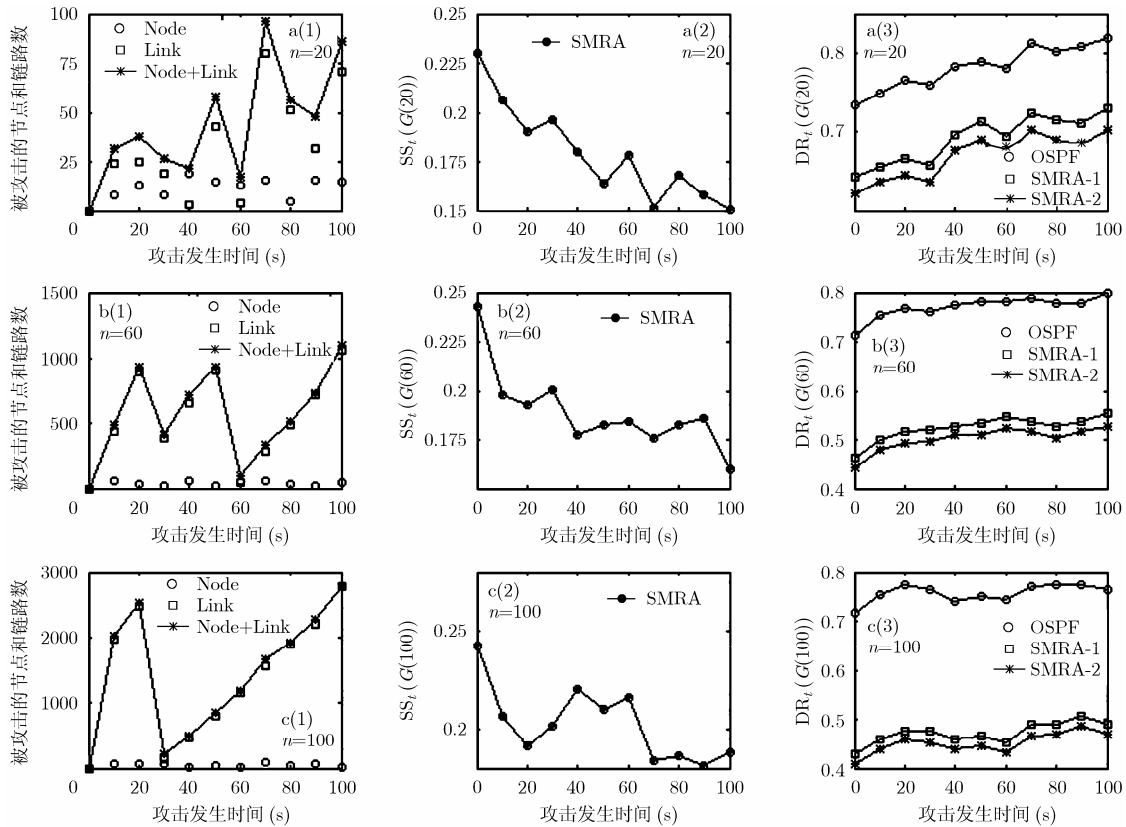 100
75
50
25
0
被攻击的节点和链路数
Node
Link
Node+Link
a(1)
n=20
20
40
60
80
100
攻击发生时间 (s)
0.25
0.225
0.2
0.175
0.15
SS_t (G(20))
SMRA
a(2)
n=20
0
20
40
60
80
100
攻击发生时间 (s)
0.8
0.7
DR_t (G(20))
a(3)
n=20
OSPF
SMRA-1
SMRA-2
0
20
40
60
80
100
攻击发生时间 (s)
1500
1000
500
被攻击的节点和链路数
b(1)
n=60
Node
Link
Node+Link
0
20
40
60
80
100
攻击发生时间 (s)
0.25
0.2
0.175
SS_t (G(60))
b(2)
n=60
SMRA
0
20
40
60
80
100
攻击发生时间 (s)
0.8
0.7
0.6
0.5
0.4
DR_t (G(60))
OSPF
SMRA-1
SMRA-2
b(3)
n=60
0
20
40
60
80
100
攻击发生时间 (s)
3000
2000
1000
被攻击的节点和链路数
Node
Link
Node+Link
c(1)
n=100
0
20
40
60
80
100
攻击发生时间 (s)
0.25
0.2
SS_t (G(100))
c(2)
n=100
SMRA
0
20
40
60
80
100
攻击发生时间 (s)
0.8
0.7
0.6
0.5
0.4
DR_t (G(100))
c(3)
n=100
OSPF
SMRA-1
SMRA-2
0
20
40
60
80
100
攻击发生时间 (s)